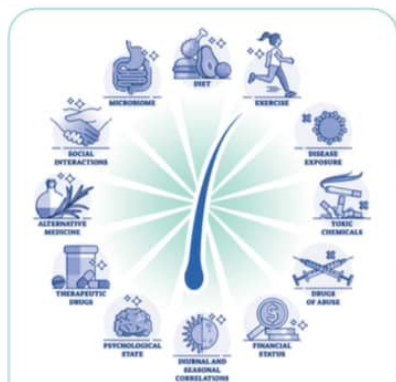 DIET
EXERCISE
DISEASE
EXPOSURE
TOXIC
CHEMICALS
DRUGS
OF ABUSE
FINANCIAL
STATUS
DIURNAL AND
SEASONAL
CORRELATIONS
PSYCHOLOGICAL
STATE
THERAPEUTIC
DRUGS
ALTERNATIVE
MEDICINE
SOCIAL
INTERACTIONS
MICROBIOME